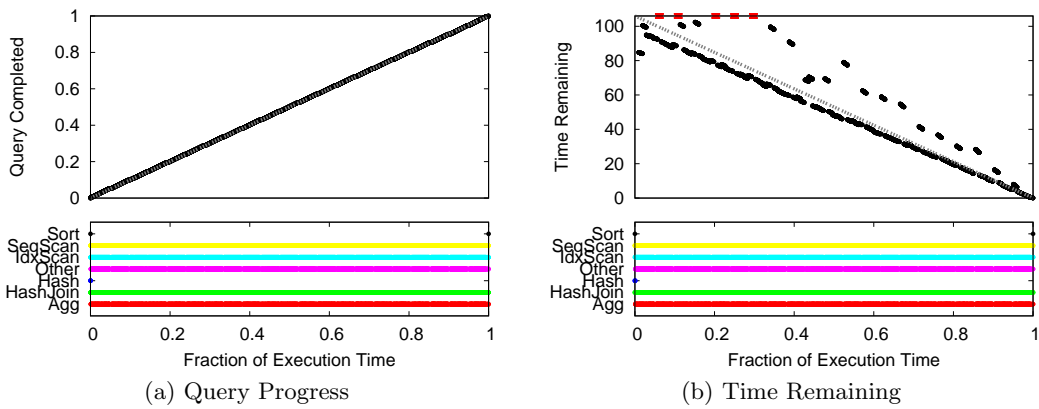 1
0.8
0.6
0.4
0.2
0
Query Completed
Sort
SeqScan
IdxScan
Other
Hash
HashJoin
Agg
0 0.2 0.4 0.6 0.8 1
Fraction of Execution Time
(a) Query Progress
100
80
60
40
20
0
Time Remaining
Sort
SeqScan
IdxScan
Other
Hash
HashJoin
Agg
0 0.2 0.4 0.6 0.8 1
Fraction of Execution Time
(b) Time Remaining